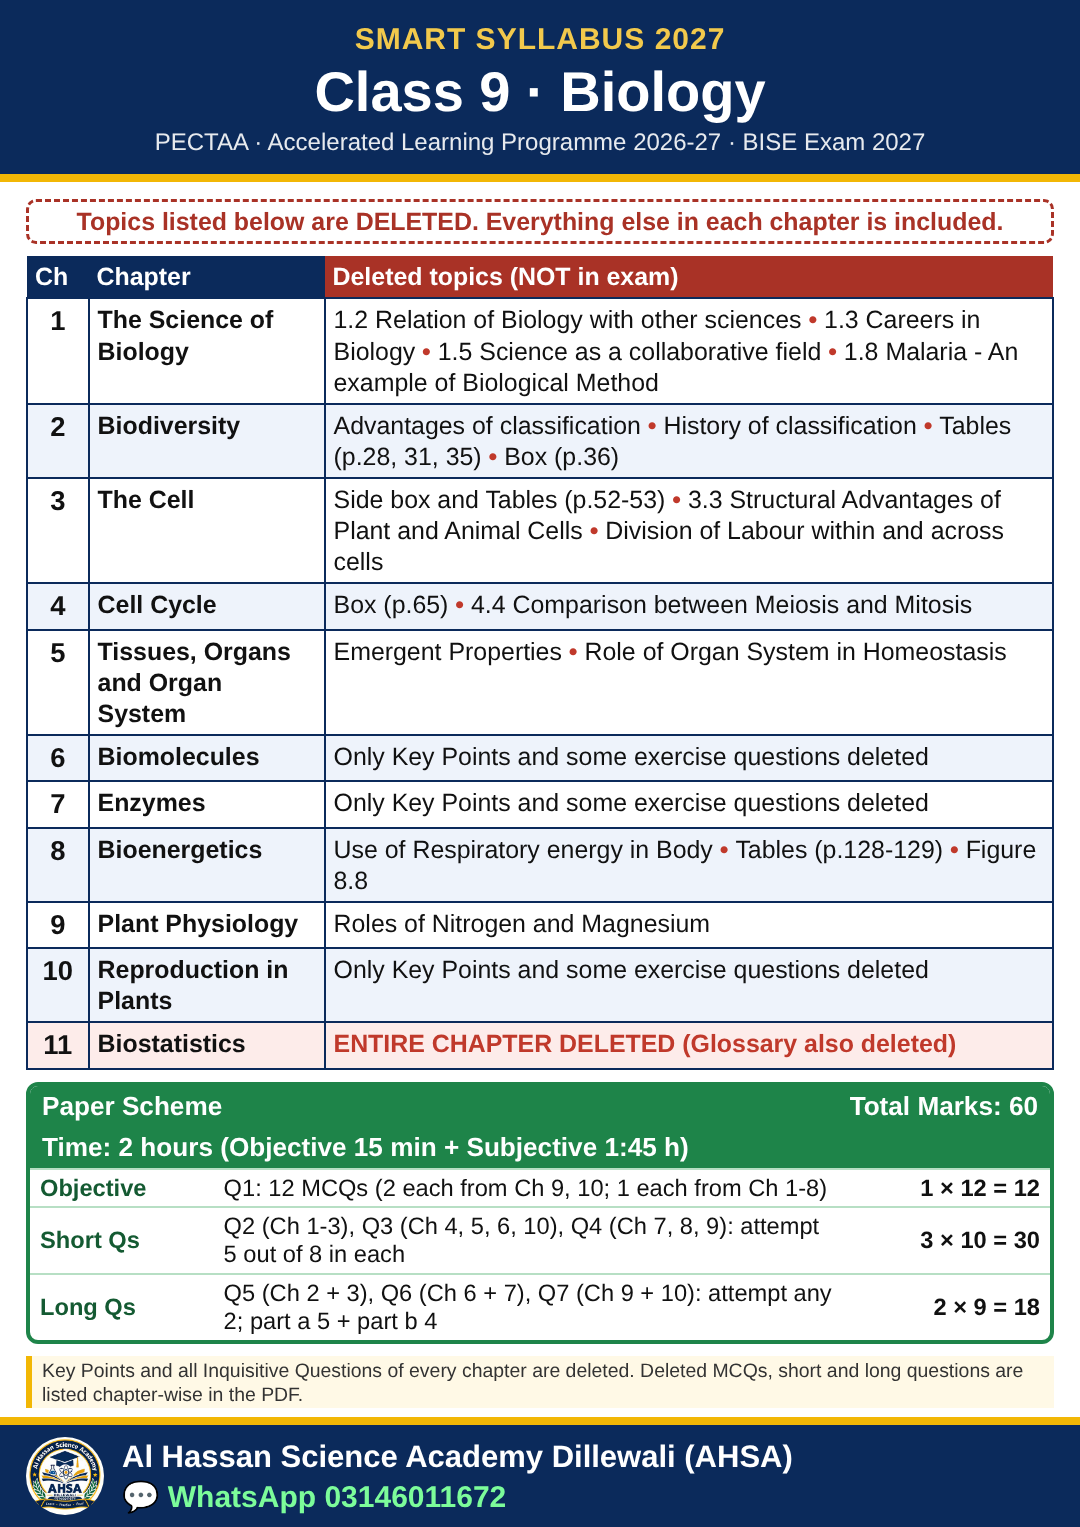 SMART SYLLABUS 2027
Class 9 · Biology
PECTAA · Accelerated Learning Programme 2026-27 · BISE Exam 2027
Topics listed below are DELETED. Everything else in each chapter is included.
Ch Chapter Deleted topics (NOT in exam)
1 The Science of Biology 1.2 Relation of Biology with other sciences • 1.3 Careers in
Biology • 1.5 Science as a collaborative field • 1.8 Malaria - An
example of Biological Method
2 Biodiversity Advantages of classification • History of classification • Tables
(p.28, 31, 35) • Box (p.36)
3 The Cell Side box and Tables (p.52-53) • 3.3 Structural Advantages of
Plant and Animal Cells • Division of Labour within and across
cells
4 Cell Cycle Box (p.65) • 4.4 Comparison between Meiosis and Mitosis
5 Tissues, Organs and Organ System Emergent Properties • Role of Organ System in Homeostasis
6 Biomolecules Only Key Points and some exercise questions deleted
7 Enzymes Only Key Points and some exercise questions deleted
8 Bioenergetics Use of Respiratory energy in Body • Tables (p.128-129) • Figure
8.8
9 Plant Physiology Roles of Nitrogen and Magnesium
10 Reproduction in Plants Only Key Points and some exercise questions deleted
11 Biostatistics ENTIRE CHAPTER DELETED (Glossary also deleted)
Paper Scheme Total Marks: 60
Time: 2 hours (Objective 15 min + Subjective 1:45 h)
Objective Q1: 12 MCQs (2 each from Ch 9, 10; 1 each from Ch 1-8) 1 × 12 = 12
Short Qs Q2 (Ch 1-3), Q3 (Ch 4, 5, 6, 10), Q4 (Ch 7, 8, 9): attempt
5 out of 8 in each 3 × 10 = 30
Long Qs Q5 (Ch 2 + 3), Q6 (Ch 6 + 7), Q7 (Ch 9 + 10): attempt any
2; part a 5 + part b 4 2 × 9 = 18
Key Points and all Inquisitive Questions of every chapter are deleted. Deleted MCQs, short and long questions are
listed chapter-wise in the PDF.
Al Hassan Science Academy
AHSA
DILLEWALI
Al Hassan Science Academy Dillewali (AHSA)
WhatsApp 03146011672